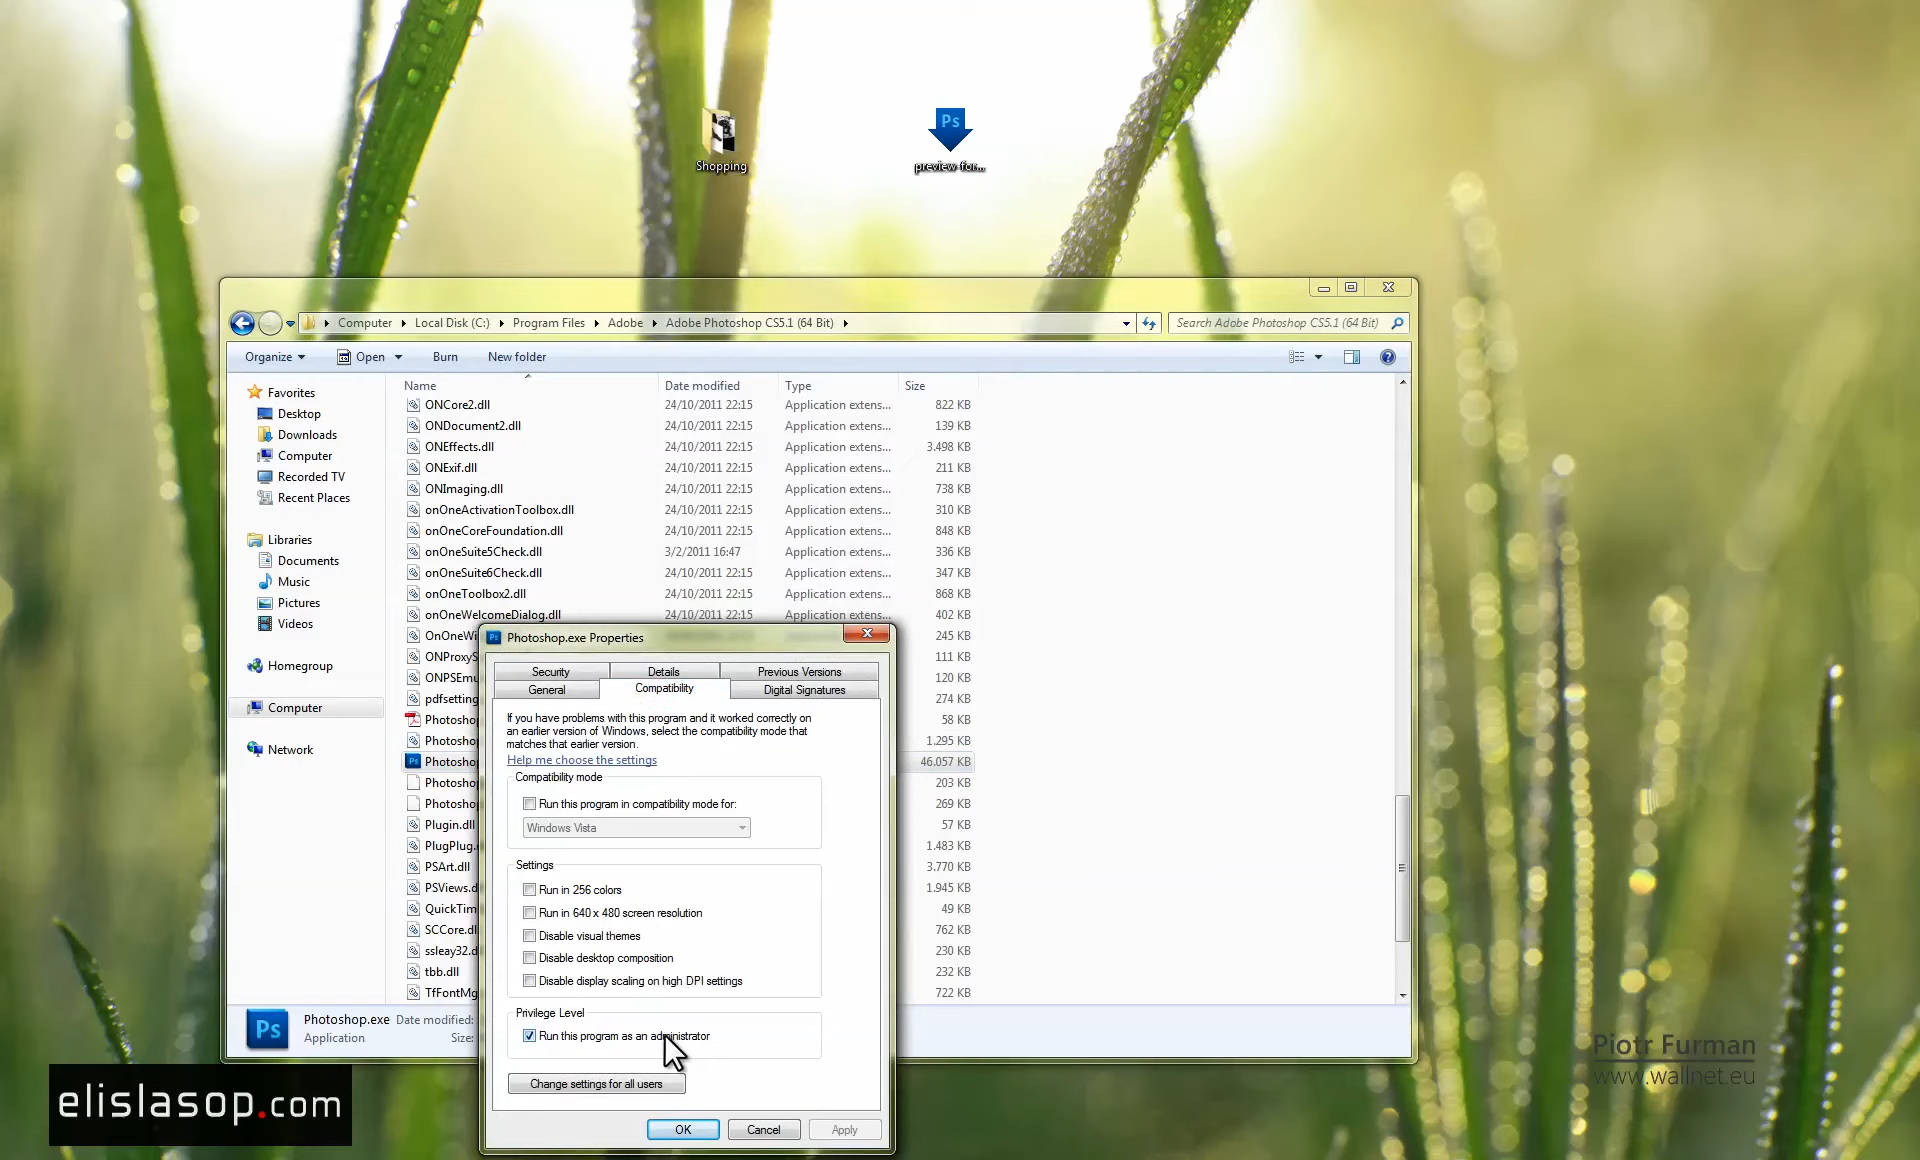 Ps
Shopping
preview-for...
Computer
Local Disk (C:)
Program Files
Adobe
Adobe Photoshop CS5.1 (64 Bit)
Search Adobe Photoshop CS5.1 (64 Bit)
Organize
Open
Burn
New folder
Name
Date modified
Type
Size
Favorites
Desktop
Downloads
Computer
Recorded TV
Recent Places
Libraries
Documents
Music
Pictures
Videos
Homegroup
Computer
Network
ONCore2.dll 24/10/2011 22:15 Application extens... 822 KB
ONDocument2.dll 24/10/2011 22:15 Application extens... 139 KB
ONEffects.dll 24/10/2011 22:15 Application extens... 3.498 KB
ONExif.dll 24/10/2011 22:15 Application extens... 211 KB
ONImaging.dll 24/10/2011 22:15 Application extens... 738 KB
onOneActivationToolbox.dll 24/10/2011 22:15 Application extens... 310 KB
onOneCoreFoundation.dll 24/10/2011 22:15 Application extens... 848 KB
onOneSuite5Check.dll 3/2/2011 16:47 Application extens... 336 KB
onOneSuite6Check.dll 24/10/2011 22:15 Application extens... 347 KB
onOneToolbox2.dll 24/10/2011 22:15 Application extens... 868 KB
onOneWelcomeDialog.dll 24/10/2011 22:15 Application extens... 402 KB
OnOneWi 245 KB
ONProxyS 111 KB
ONPSEmu 120 KB
pdfsetting 274 KB
Photoshop 58 KB
Photoshop 1.295 KB
Photoshop 46.057 KB
Photoshop 203 KB
Photoshop 269 KB
Plugin.dll 57 KB
PlugPlug. 1.483 KB
PSArt.dll 3.770 KB
PSViews. 1.945 KB
QuickTim 49 KB
SCCore.d 762 KB
ssleay32. 230 KB
tbb.dll 232 KB
TfFontMg 722 KB
Photoshop.exe Properties
Security
Details
Previous Versions
General
Compatibility
Digital Signatures
If you have problems with this program and it worked correctly on
an earlier version of Windows, select the compatibility mode that
matches that earlier version.
Help me choose the settings
Compatibility mode
Run this program in compatibility mode for:
Windows Vista
Settings
Run in 256 colors
Run in 640 x 480 screen resolution
Disable visual themes
Disable desktop composition
Disable display scaling on high DPI settings
Privilege Level
Run this program as an administrator
Change settings for all users
OK
Cancel
Apply
Ps
Photoshop.exe Date modified:
Application Size:
elislasop.com
Piotr Furman
www.wallnet.eu